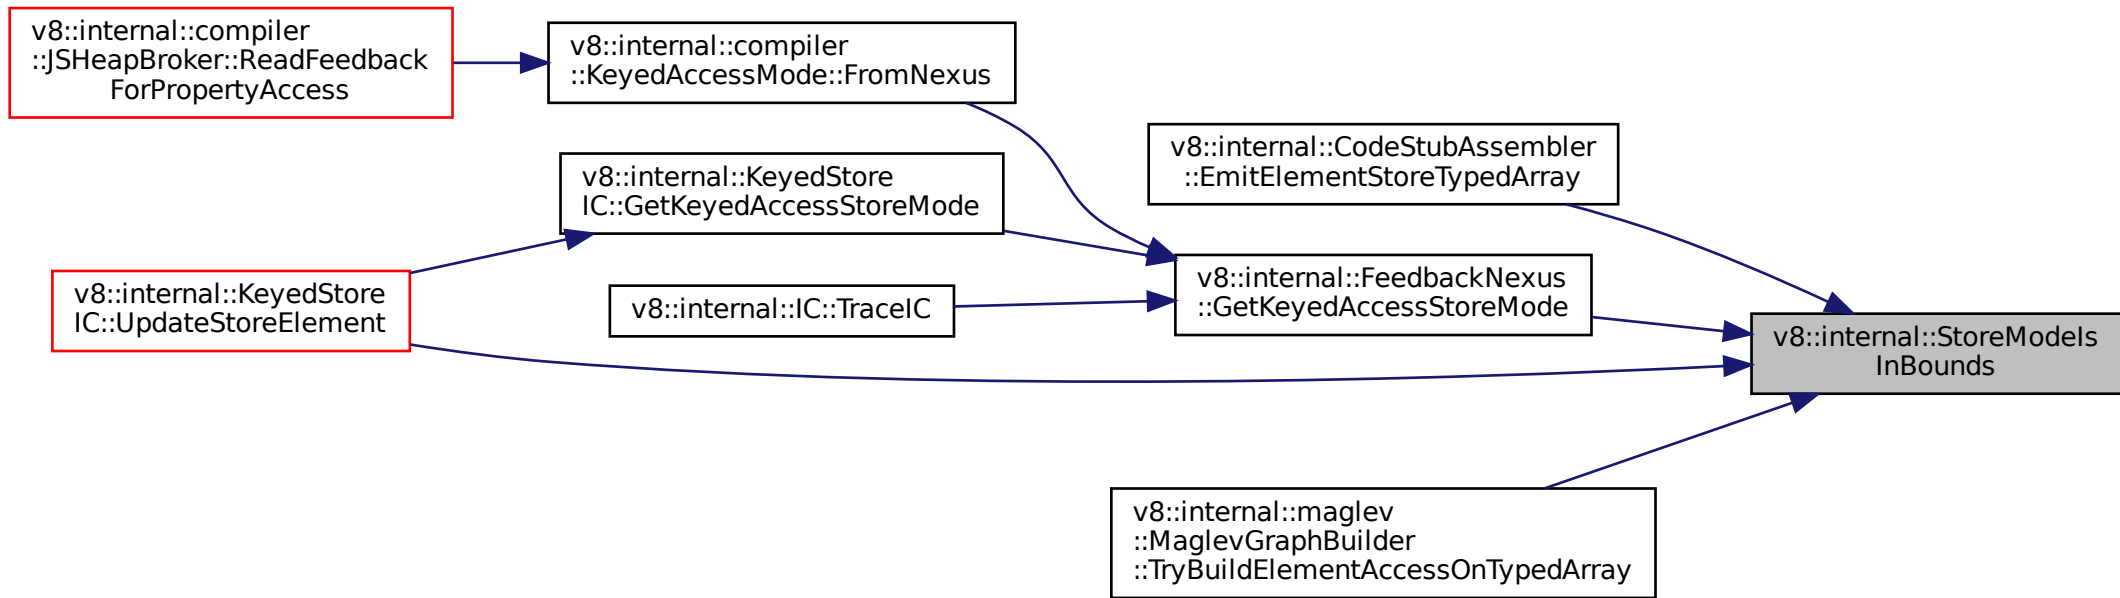 v8::internal::compiler
::JSHeapBroker::ReadFeedback
ForPropertyAccess
v8::internal::compiler
::KeyedAccessMode::FromNexus
v8::internal::CodeStubAssembler
::EmitElementStoreTypedArray
v8::internal::KeyedStore
IC::GetKeyedAccessStoreMode
v8::internal::FeedbackNexus
::GetKeyedAccessStoreMode
v8::internal::KeyedStore
IC::UpdateStoreElement
v8::internal::IC::TraceIC
v8::internal::StoreModeIs
InBounds
v8::internal::maglev
::MaglevGraphBuilder
::TryBuildElementAccessOnTypedArray